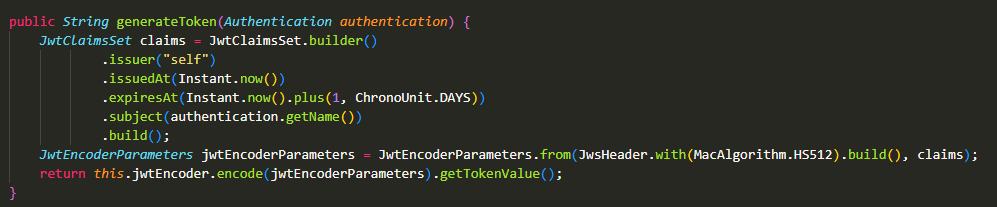 public String generateToken(Authentication authentication) {
JwtClaimsSet claims = JwtClaimsSet.builder()
.issuer("self")
.issuedAt(Instant.now())
.expiresAt(Instant.now().plus(1, ChronoUnit.DAYS))
.subject(authentication.getName())
.build();
JwtEncoderParameters jwtEncoderParameters = JwtEncoderParameters.from(JwsHeader.with(MacAlgorithm.HS512).build(), claims);
return this.jwtEncoder.encode(jwtEncoderParameters).getTokenValue();
}